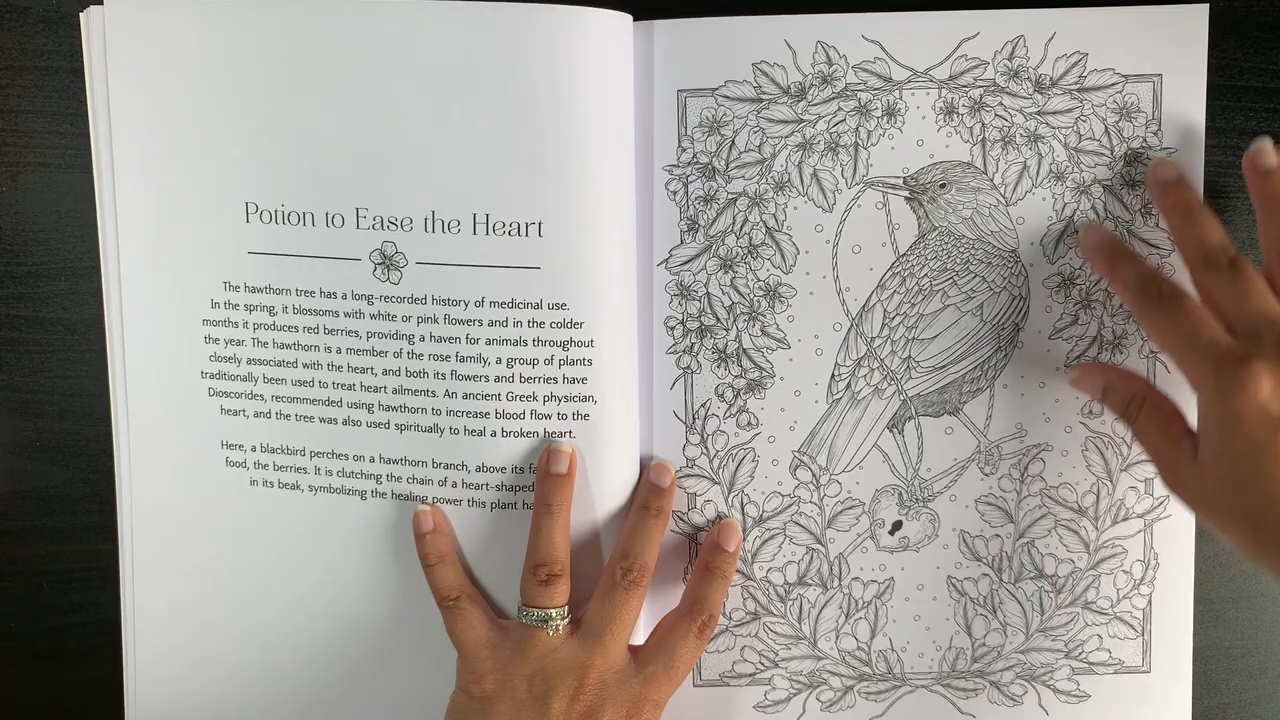 Potion to Ease the Heart
The hawthorn tree has a long-recorded history of medicinal use.
In the spring, it blossoms with white or pink flowers and in the colder
months it produces red berries, providing a haven for animals throughout
the year. The hawthorn is a member of the rose family, a group of plants
closely associated with the heart, and both its flowers and berries have
traditionally been used to treat heart ailments. An ancient Greek physician,
Dioscorides, recommended using hawthorn to increase blood flow to the
heart, and the tree was also used spiritually to heal a broken heart.
Here, a blackbird perches on a hawthorn branch, above its
food, the berries. It is clutching the chain of a heart-shaped
in its beak, symbolizing the healing power this plant